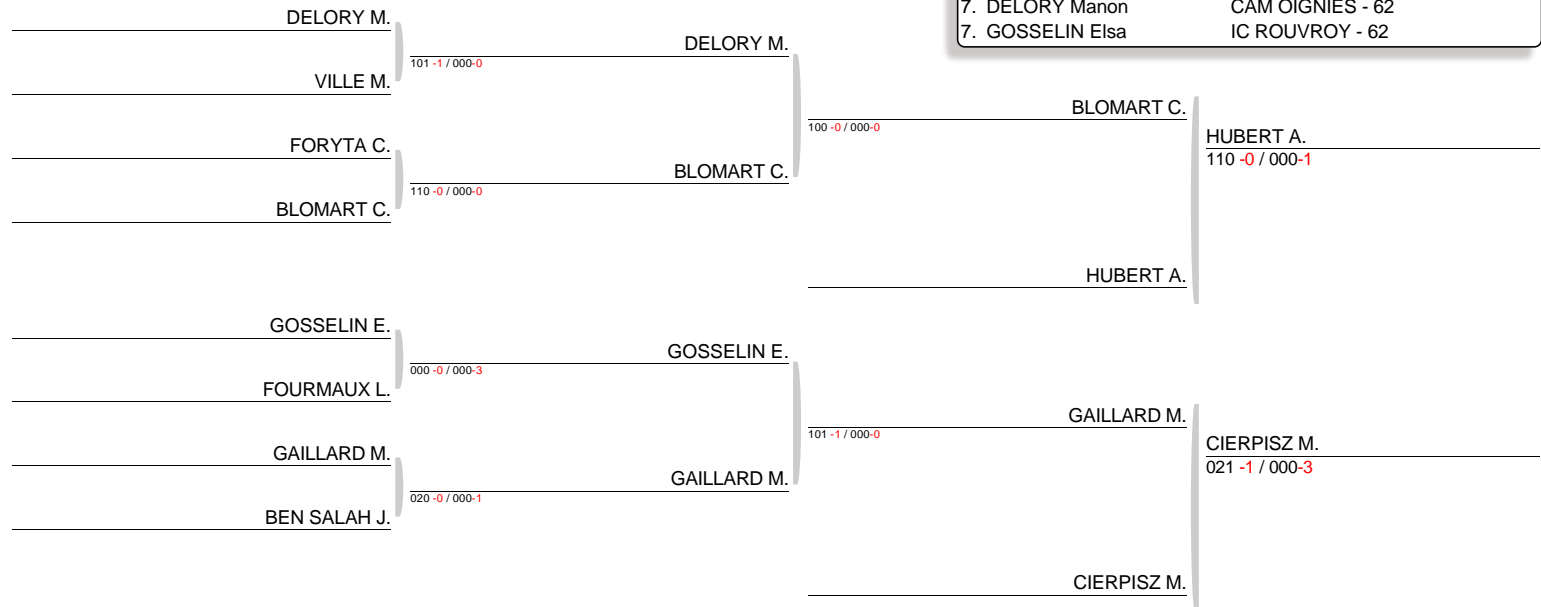 7. DELORY Manon CAM OIGNIES - 62
7. GOSSELIN Elsa IC ROUVROY - 62
DELORY M.
VILLE M.
FORYTA C.
BLOMART C.
GOSSELIN E.
FOURMAUX L.
GAILLARD M.
BEN SALAH J.
DELORY M.
101 -1 / 000-0
BLOMART C.
110 -0 / 000-0
GOSSELIN E.
000 -0 / 000-3
GAILLARD M.
020 -0 / 000-1
BLOMART C.
100 -0 / 000-0
HUBERT A.
GAILLARD M.
101 -1 / 000-0
CIERPISZ M.
HUBERT A.
110 -0 / 000-1
CIERPISZ M.
021 -1 / 000-3